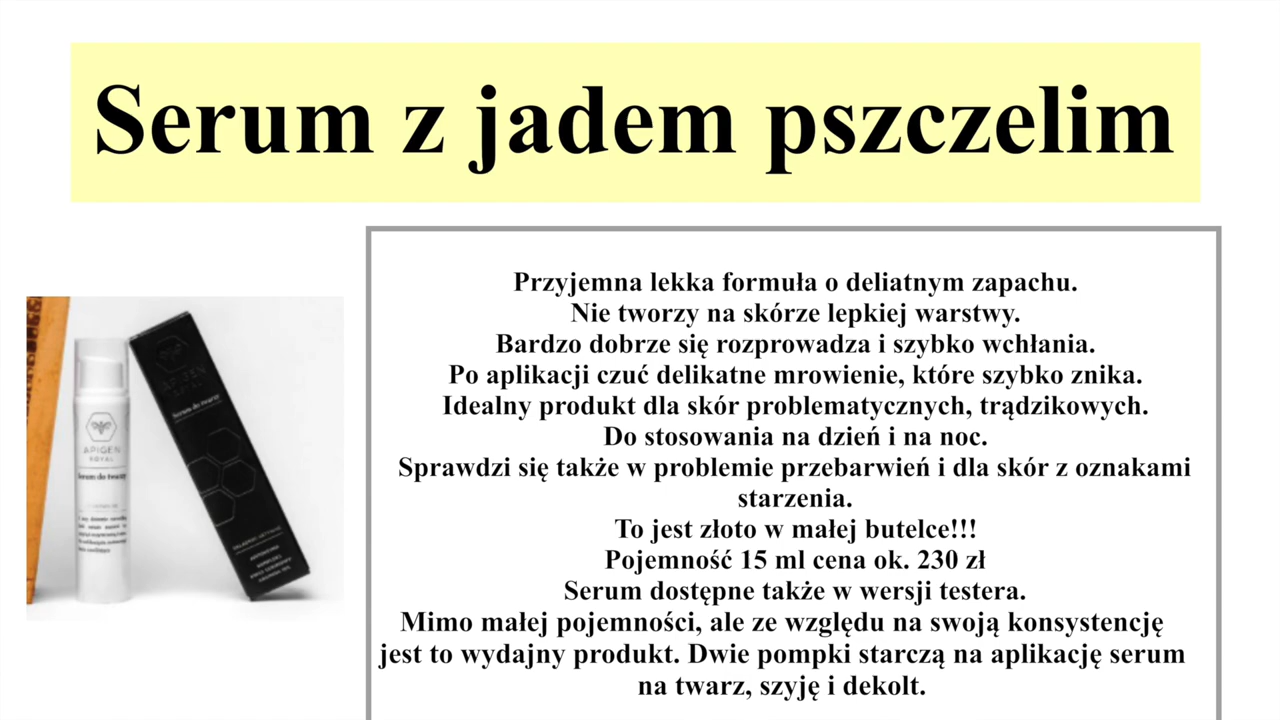 Serum z jadem pszczelim
Przyjemna lekka formuła o deliatnym zapachu.
Nie tworzy na skórze lepkiej warstwy.
Bardzo dobrze się rozprowadza i szybko wchłania.
Po aplikacji czuć delikatne mrowienie, które szybko znika.
Idealny produkt dla skór problematycznych, trądzikowych.
Do stosowania na dzień i na noc.
Sprawdzi się także w problemie przebarwień i dla skór z oznakami
starzenia.
To jest złoto w małej butelce!!!
Pojemność 15 ml cena ok. 230 zł
Serum dostępne także w wersji testera.
Mimo małej pojemności, ale ze względu na swoją konsystencję
jest to wydajny produkt. Dwie pompki starczą na aplikację serum
na twarz, szyję i dekolt.
APIGEN
ROYAL
Serum do twarzy
APIGEN
Serum do twarzy